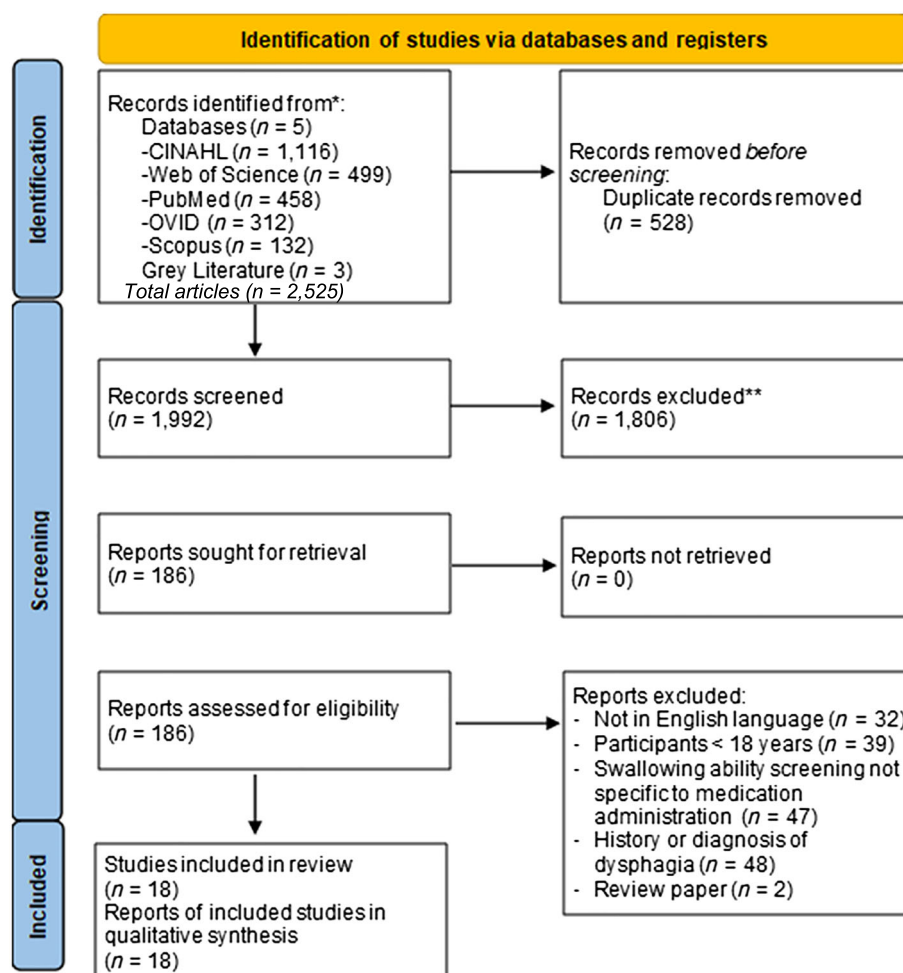 Identification of studies via databases and registers
Identification
Records identified from*:
Databases (n = 5)
-CINAHL (n = 1,116)
-Web of Science (n = 499)
-PubMed (n = 458)
-OVID (n = 312)
-Scopus (n = 132)
Grey Literature (n = 3)
Total articles (n = 2,525)
Records removed before
screening:
Duplicate records removed
(n = 528)
Screening
Records screened
(n = 1,992)
Records excluded**
(n = 1,806)
Reports sought for retrieval
(n = 186)
Reports not retrieved
(n = 0)
Reports assessed for eligibility
(n = 186)
Reports excluded:
- Not in English language (n = 32)
- Participants < 18 years (n = 39)
- Swallowing ability screening not
specific to medication
administration (n = 47)
- History or diagnosis of
dysphagia (n = 48)
- Review paper (n = 2)
Included
Studies included in review
(n = 18)
Reports of included studies in
qualitative synthesis
(n = 18)